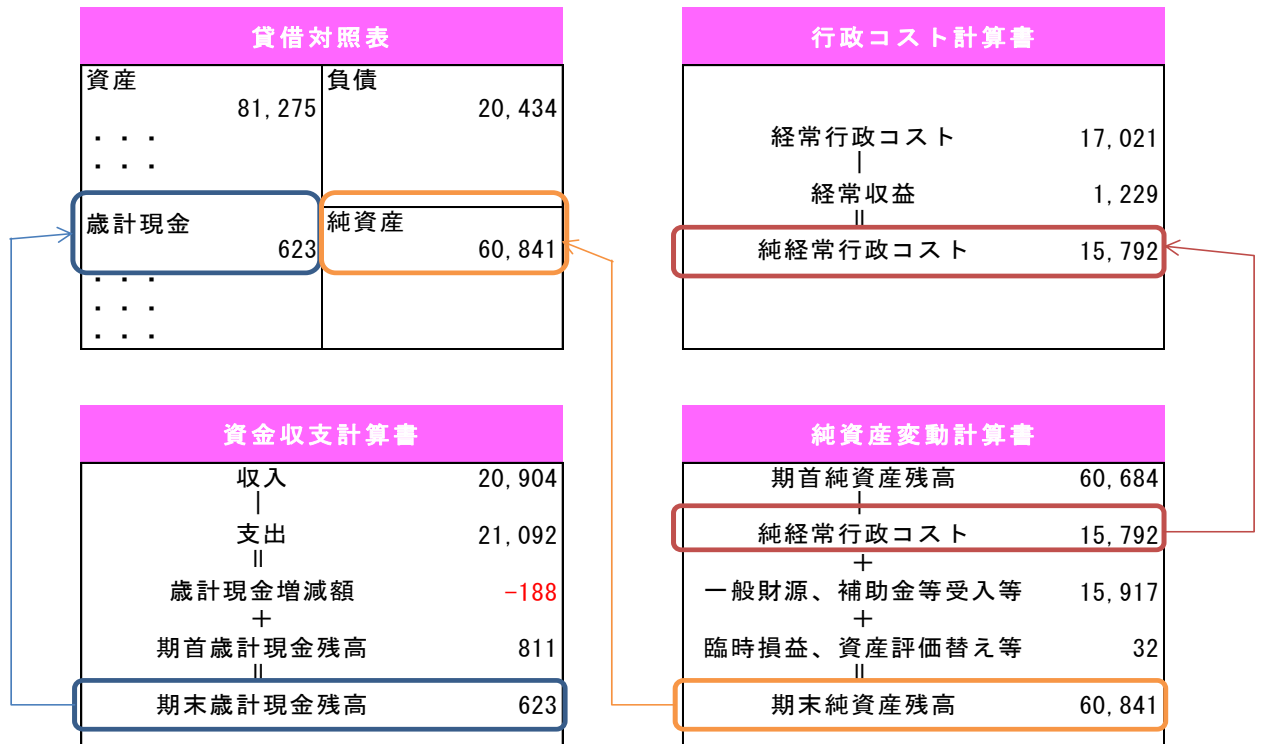 貸借対照表
資産
81,275
・・・
・・・
歳計現金
623
・・・
・・・
・・・
負債
20,434
純資産
60,841
行政コスト計算書
経常行政コスト 17,021
|
経常収益 1,229
||
純経常行政コスト 15,792
資金収支計算書
収入 20,904
|
支出 21,092
||
歳計現金増減額 -188
+
期首歳計現金残高 811
||
期末歳計現金残高 623
純資産変動計算書
期首純資産残高 60,684
|
純経常行政コスト 15,792
+
一般財源、補助金等受入等 15,917
+
臨時損益、資産評価替え等 32
||
期末純資産残高 60,841